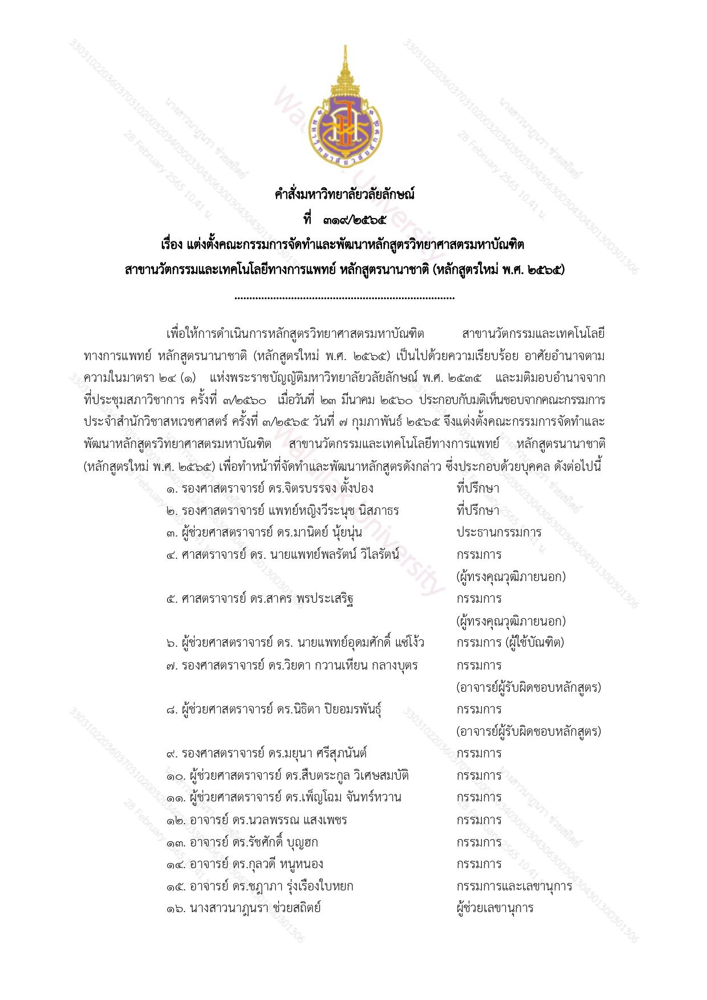 มหาวิทยาลัยวลัยลักษณ์
คำสั่งมหาวิทยาลัยวลัยลักษณ์
ที่ ๓๑๙/๒๕๖๕
เรื่อง แต่งตั้งคณะกรรมการจัดทำและพัฒนาหลักสูตรวิทยาศาสตรมหาบัณฑิต
สาขานวัตกรรมและเทคโนโลยีทางการแพทย์ หลักสูตรนานาชาติ (หลักสูตรใหม่ พ.ศ. ๒๕๖๕)
..........................................................................
เพื่อให้การดำเนินการหลักสูตรวิทยาศาสตรมหาบัณฑิต สาขานวัตกรรมและเทคโนโลยี
ทางการแพทย์ หลักสูตรนานาชาติ (หลักสูตรใหม่ พ.ศ. ๒๕๖๕) เป็นไปด้วยความเรียบร้อย อาศัยอำนาจตาม
ความในมาตรา ๒๔ (๑) แห่งพระราชบัญญัติมหาวิทยาลัยวลัยลักษณ์ พ.ศ. ๒๕๓๕ และมติมอบอำนาจจาก
ที่ประชุมสภาวิชาการ ครั้งที่ ๓/๒๕๖๐ เมื่อวันที่ ๒๓ มีนาคม ๒๕๖๐ ประกอบกับมติเห็นชอบจากคณะกรรมการ
ประจำสำนักวิชาสหเวชศาสตร์ ครั้งที่ ๓/๒๕๖๕ วันที่ ๗ กุมภาพันธ์ ๒๕๖๕ จึงแต่งตั้งคณะกรรมการจัดทำและ
พัฒนาหลักสูตรวิทยาศาสตรมหาบัณฑิต สาขานวัตกรรมและเทคโนโลยีทางการแพทย์ หลักสูตรนานาชาติ
(หลักสูตรใหม่ พ.ศ. ๒๕๖๕) เพื่อทำหน้าที่จัดทำและพัฒนาหลักสูตรดังกล่าว ซึ่งประกอบด้วยบุคคล ดังต่อไปนี้
๑. รองศาสตราจารย์ ดร.จิตรบรรจง ตั้งปอง ที่ปรึกษา
๒. รองศาสตราจารย์ แพทย์หญิงวีระนุช นิสภาธร ที่ปรึกษา
๓. ผู้ช่วยศาสตราจารย์ ดร.มานิตย์ นุ้ยนุ่น ประธานกรรมการ
๔. ศาสตราจารย์ ดร. นายแพทย์พลรัตน์ วิไลรัตน์ กรรมการ
(ผู้ทรงคุณวุฒิภายนอก)
๕. ศาสตราจารย์ ดร.สาคร พรประเสริฐ กรรมการ
(ผู้ทรงคุณวุฒิภายนอก)
๖. ผู้ช่วยศาสตราจารย์ ดร. นายแพทย์อุดมศักดิ์ แซ่โง้ว กรรมการ (ผู้ใช้บัณฑิต)
๗. รองศาสตราจารย์ ดร.วิยดา กวานเหียน กลางบุตร กรรมการ
(อาจารย์ผู้รับผิดชอบหลักสูตร)
๘. ผู้ช่วยศาสตราจารย์ ดร.นิธิตา ปิยอมรพันธุ์ กรรมการ
(อาจารย์ผู้รับผิดชอบหลักสูตร)
๙. รองศาสตราจารย์ ดร.มยุนา ศรีสุภนันต์ กรรมการ
๑๐. ผู้ช่วยศาสตราจารย์ ดร.สืบตระกูล วิเศษสมบัติ กรรมการ
๑๑. ผู้ช่วยศาสตราจารย์ ดร.เพ็ญโฉม จันทร์หวาน กรรมการ
๑๒. อาจารย์ ดร.นวลพรรณ แสงเพชร กรรมการ
๑๓. อาจารย์ ดร.รัชศักดิ์ บุญฮก กรรมการ
๑๔. อาจารย์ ดร.กุลวดี หนูหนอง กรรมการ
๑๕. อาจารย์ ดร.ชฎาภา รุ่งเรืองใบหยก กรรมการและเลขานุการ
๑๖. นางสาวนาฎนรา ช่วยสถิตย์ ผู้ช่วยเลขานุการ
Walailak University
นางสาวนาฎนรา ช่วยสถิตย์
28 February 2565 10.41 น.